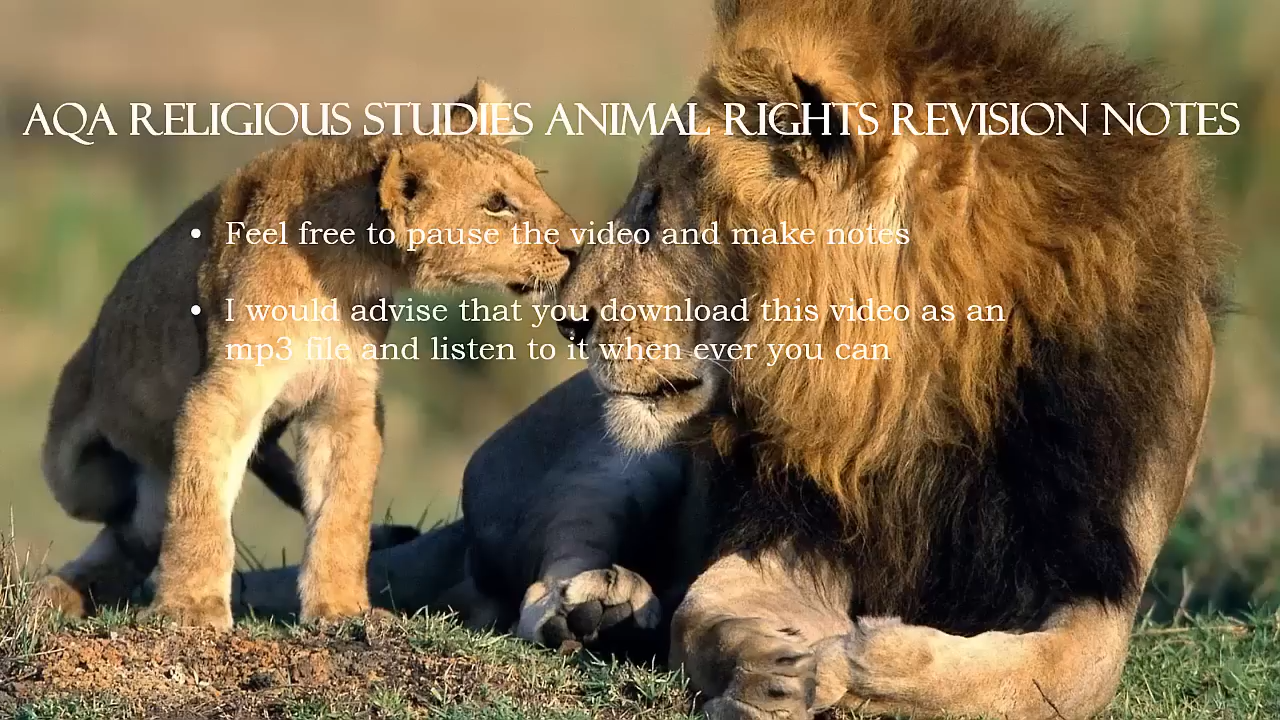 AQA RELIGIOUS STUDIES ANIMAL RIGHTS REVISION NOTES
• Feel free to pause the video and make notes
• I would advise that you download this video as an
mp3 file and listen to it when ever you can